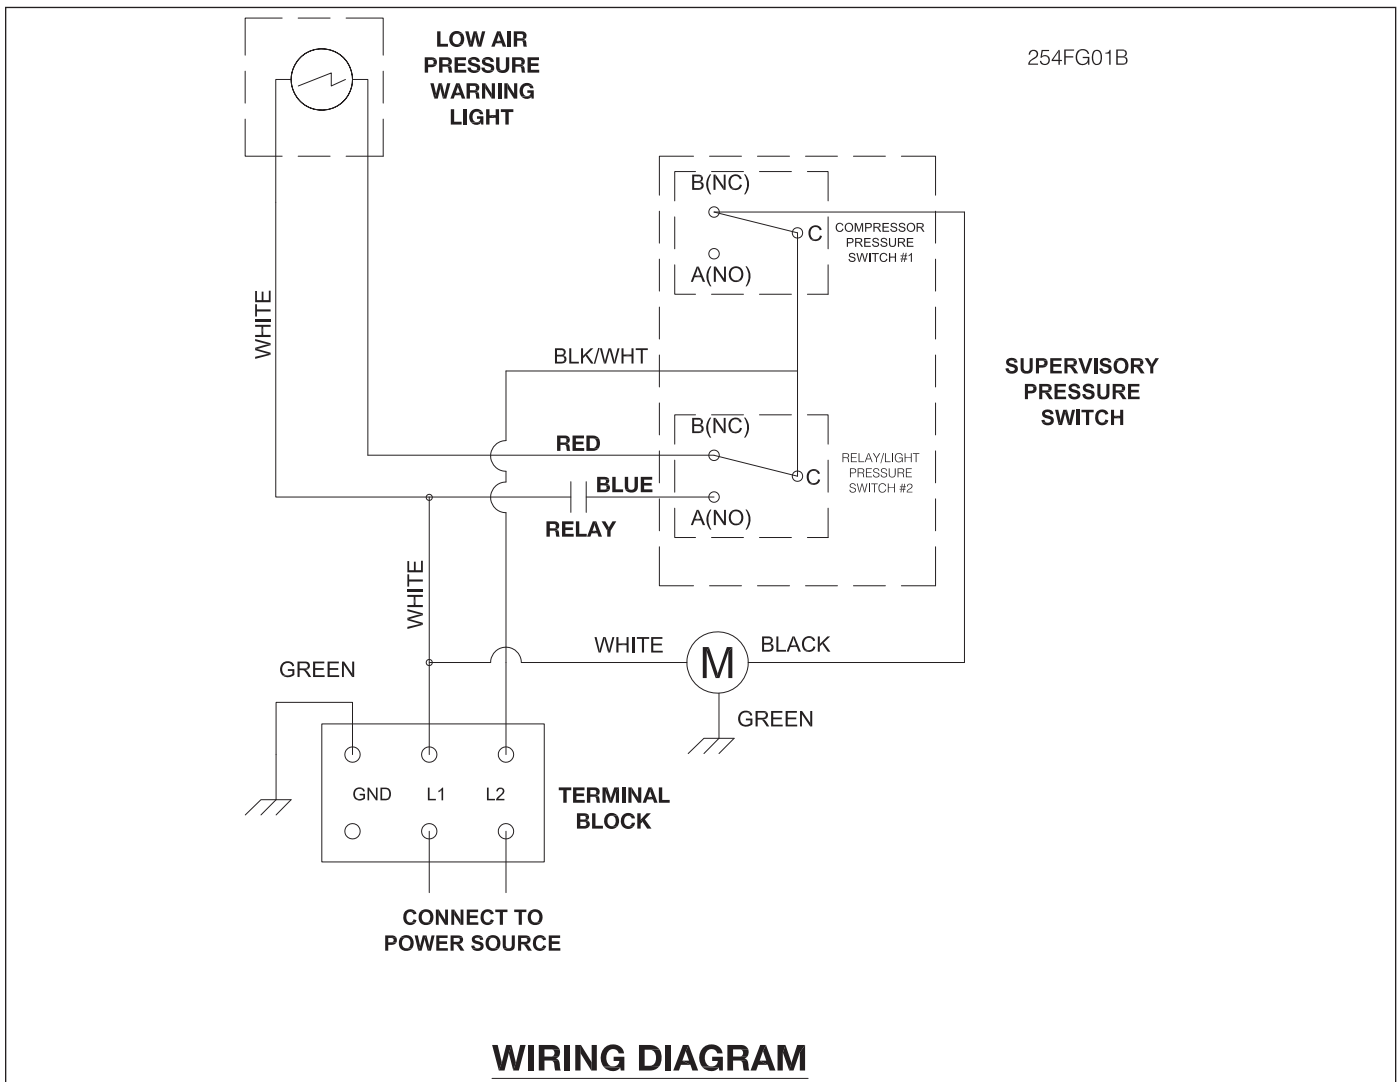 LOW AIR
PRESSURE
WARNING
LIGHT
254FG01B
B(NC)
C
COMPRESSOR
PRESSURE
SWITCH #1
A(NO)
WHITE
BLK/WHT
SUPERVISORY
PRESSURE
SWITCH
B(NC)
RED
RELAY/LIGHT
PRESSURE
SWITCH #2
C
BLUE
A(NO)
RELAY
WHITE
WHITE
M
BLACK
GREEN
GREEN
GND L1 L2
TERMINAL
BLOCK
CONNECT TO
POWER SOURCE
WIRING DIAGRAM